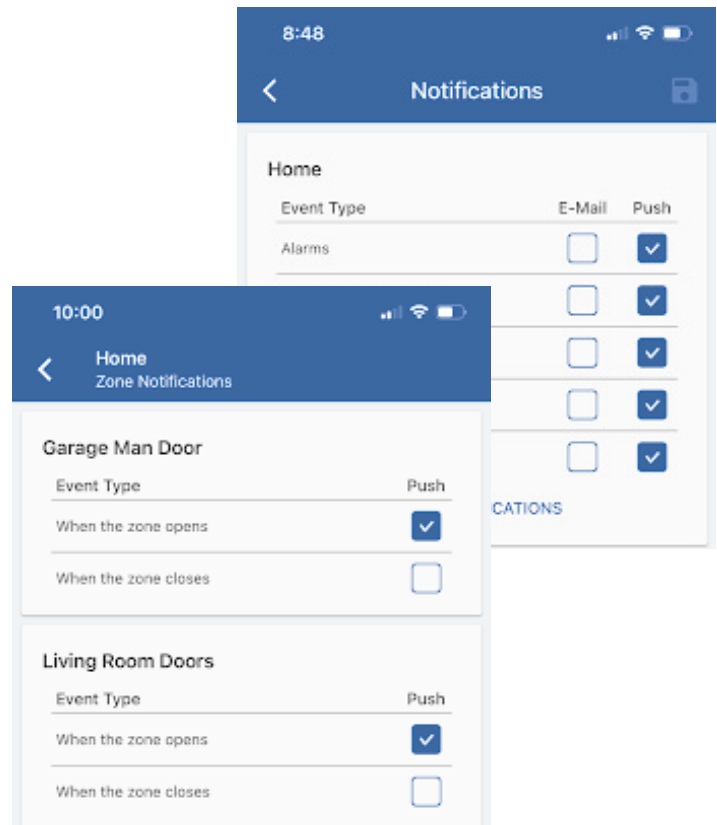 8:48
Notifications
Home
Event Type E-Mail Push
Alarms
CATIONS
10:00
Home
Zone Notifications
Garage Man Door
Event Type Push
When the zone opens
When the zone closes
Living Room Doors
Event Type Push
When the zone opens
When the zone closes